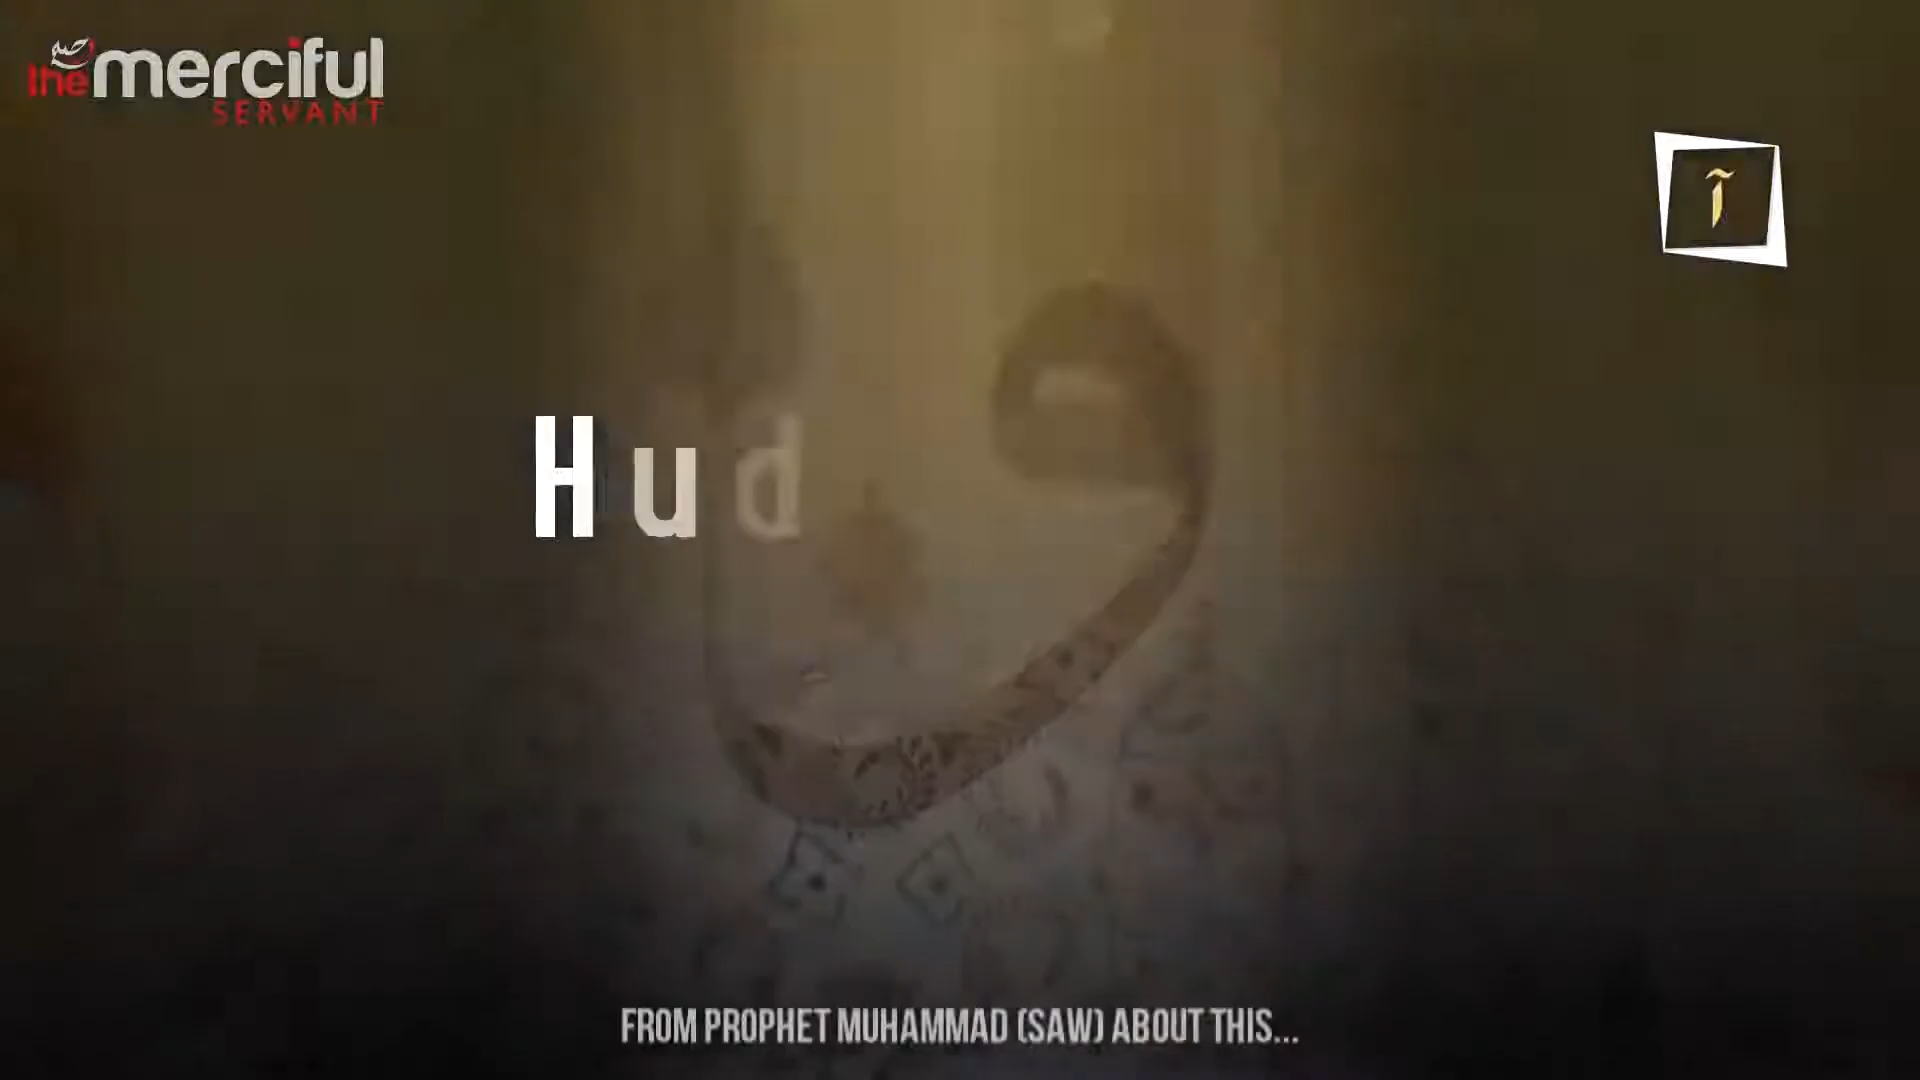 the merciful
SERVANT
آ
Hud
FROM PROPHET MUHAMMAD (SAW) ABOUT THIS...